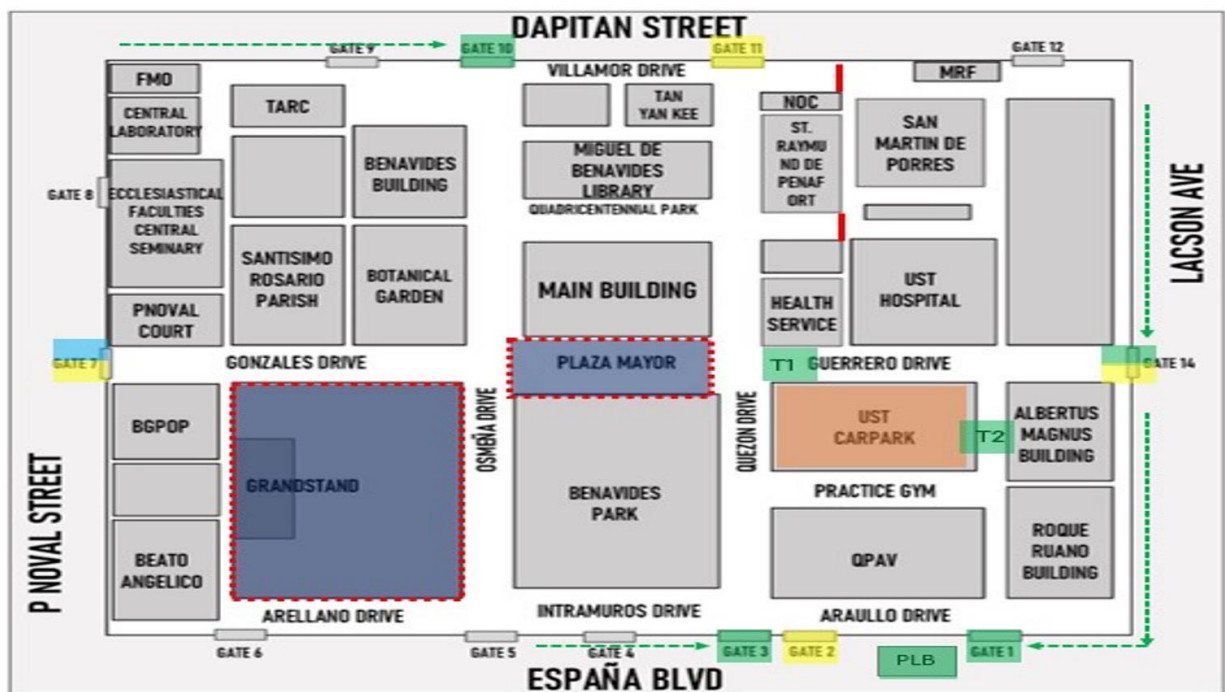 DAPITAN STREET
GATE 9
GATE 10
GATE 11
GATE 12
VILLAMOR DRIVE
FMO
MRF
CENTRAL
LABORATORY
TARC
TAN
YAN KEE
NOC
ST.
RAYMU
ND DE
PENAF
ORT
SAN
MARTIN DE
PORRES
BENAVIDES
BUILDING
MIGUEL DE
BENAVIDES
LIBRARY
QUADRICENTENNIAL PARK
GATE 8
ECCLESIASTICAL
FACULTIES
CENTRAL
SEMINARY
LACSON AVE
SANTISIMO
ROSARIO
PARISH
BOTANICAL
GARDEN
MAIN BUILDING
UST
HOSPITAL
PNOVAL
COURT
HEALTH
SERVICE
GATE 7
GONZALES DRIVE
PLAZA MAYOR
T1
GUERRERO DRIVE
GATE 14
BGPOP
OSMEÑA DRIVE
QUEZON DRIVE
UST
CARPARK
T2
ALBERTUS
MAGNUS
BUILDING
P NOVAL STREET
GRANDSTAND
BENAVIDES
PARK
PRACTICE GYM
BEATO
ANGELICO
QPAV
ROQUE
RUANO
BUILDING
ARELLANO DRIVE
INTRAMUROS DRIVE
ARAULLO DRIVE
GATE 6
GATE 5
GATE 4
GATE 3
GATE 2
PLB
GATE 1
ESPAÑA BLVD